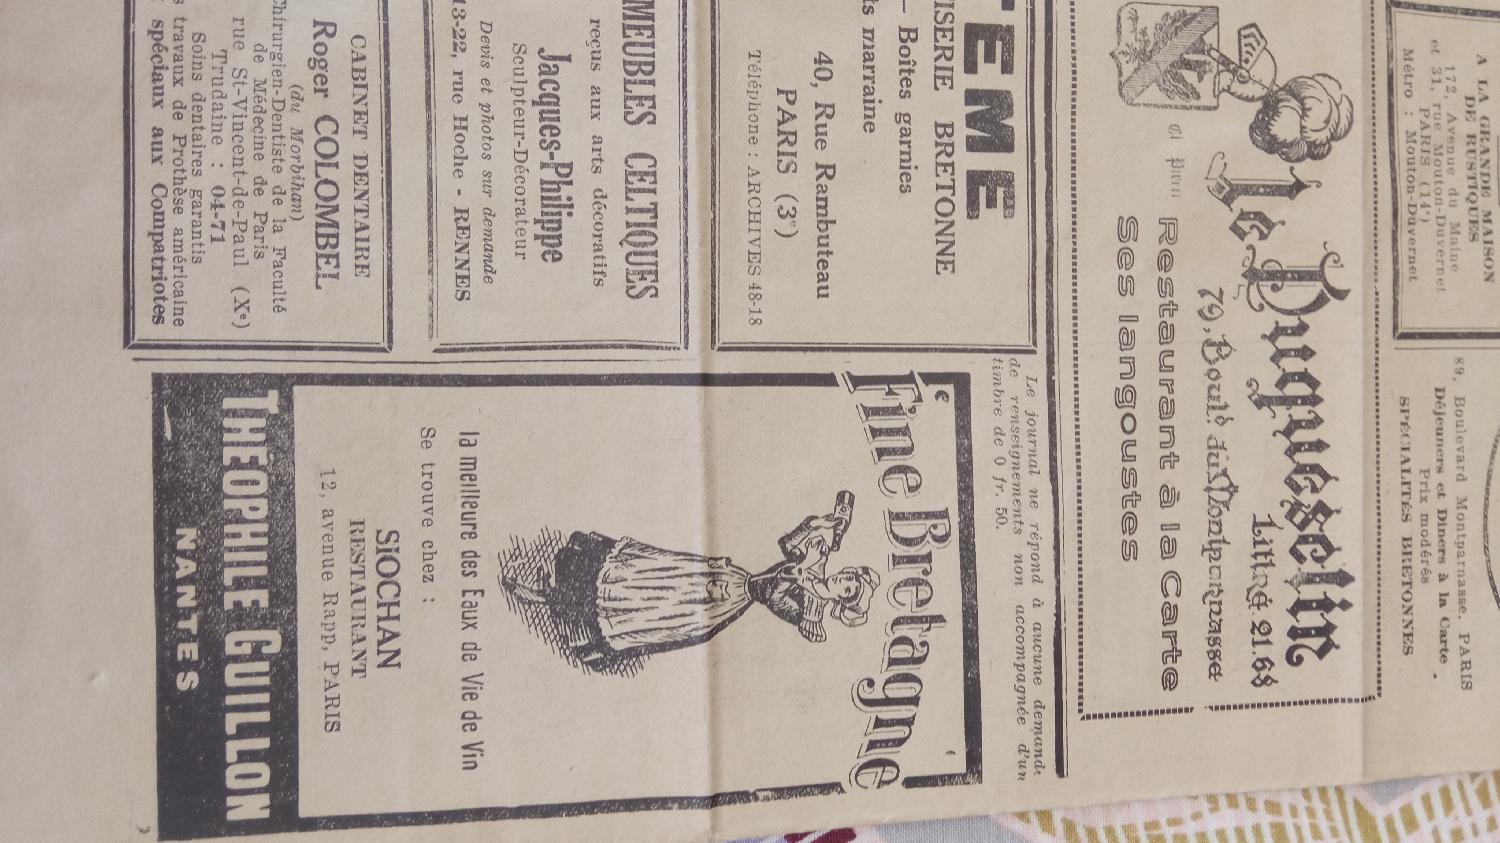 A LA GRANDE MAISON
DE RUSTIQUES
172, Avenue du Maine
et 31, rue Mouton-Duvernet
PARIS (14e)
Métro : Mouton-Duvernet
89, Boulevard Montparnasse. PARIS
Déjeuners et Diners à la Carte .
Prix modérés
SPÉCIALITÉS BRETONNES
Le Duguesclin
Littré 21.68
79, Boulᵈ du Montparnasse
Restaurant à la Carte
Ses langoustes
TÈME
ISERIE BRETONNE
— Boîtes garnies
ls marraine
40, Rue Rambuteau
PARIS (3e)
Téléphone : ARCHIVES 48-18
MEUBLES CELTIQUES
reçus aux arts décoratifs
Jacques-Philippe
Sculpteur-Décorateur
Devis et photos sur demande
13-22, rue Hoche - RENNES
CABINET DENTAIRE
(du Morbihan)
Roger COLOMBEL
Chirurgien-Dentiste de la Faculté
de Médecine de Paris
rue St-Vincent-de-Paul (Xe)
Trudaine : 04-71
Soins dentaires garantis
s travaux de Prothèse américaine
spéciaux aux Compatriotes
Le journal ne répond à aucune demande
de renseignements non accompagnée d'un
timbre de 0 fr. 50.
Fine Bretagne
la meilleure des Eaux de Vie de Vin
Se trouve chez :
SIOCHAN
RESTAURANT
12, avenue Rapp, PARIS
THÉOPHILE GUILLON
NANTES